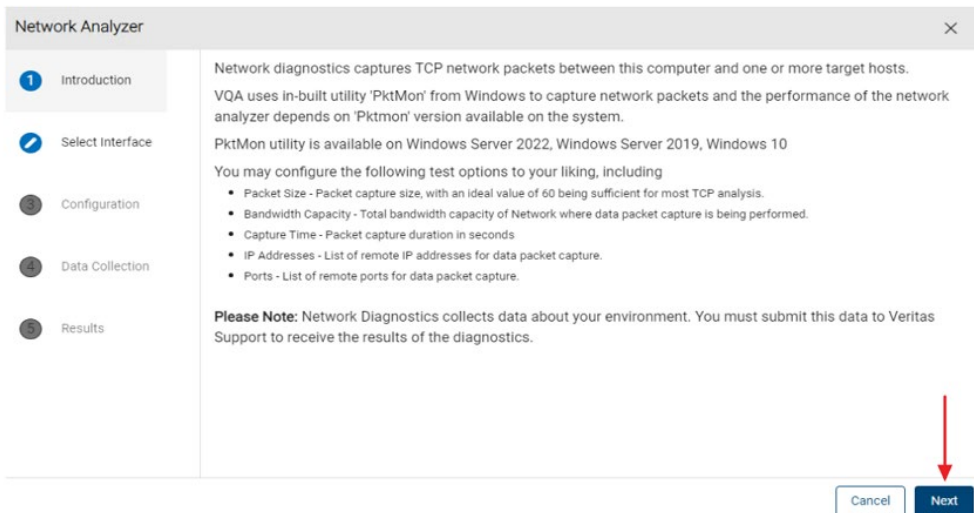 Network Analyzer
1 Introduction
Select Interface
3 Configuration
4 Data Collection
5 Results
Network diagnostics captures TCP network packets between this computer and one or more target hosts.
VQA uses in-built utility 'PktMon' from Windows to capture network packets and the performance of the network
analyzer depends on 'Pktmon' version available on the system.
PktMon utility is available on Windows Server 2022, Windows Server 2019, Windows 10
You may configure the following test options to your liking, including
• Packet Size - Packet capture size, with an ideal value of 60 being sufficient for most TCP analysis.
• Bandwidth Capacity - Total bandwidth capacity of Network where data packet capture is being performed.
• Capture Time - Packet capture duration in seconds
• IP Addresses - List of remote IP addresses for data packet capture.
• Ports - List of remote ports for data packet capture.
Please Note: Network Diagnostics collects data about your environment. You must submit this data to Veritas
Support to receive the results of the diagnostics.
Cancel Next